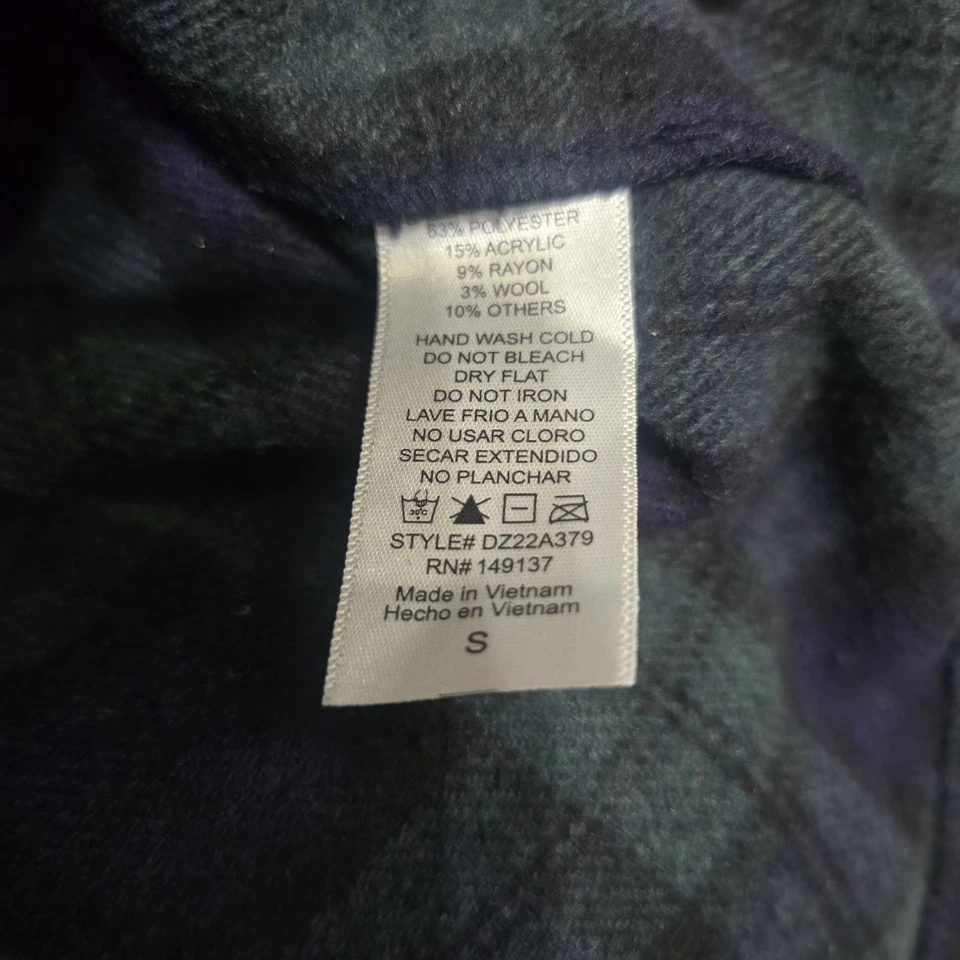 63% POLYESTER
15% ACRYLIC
9% RAYON
3% WOOL
10% OTHERS
HAND WASH COLD
DO NOT BLEACH
DRY FLAT
DO NOT IRON
LAVE FRIO A MANO
NO USAR CLORO
SECAR EXTENDIDO
NO PLANCHAR
30°C
STYLE# DZ22A379
RN# 149137
Made in Vietnam
Hecho en Vietnam
S